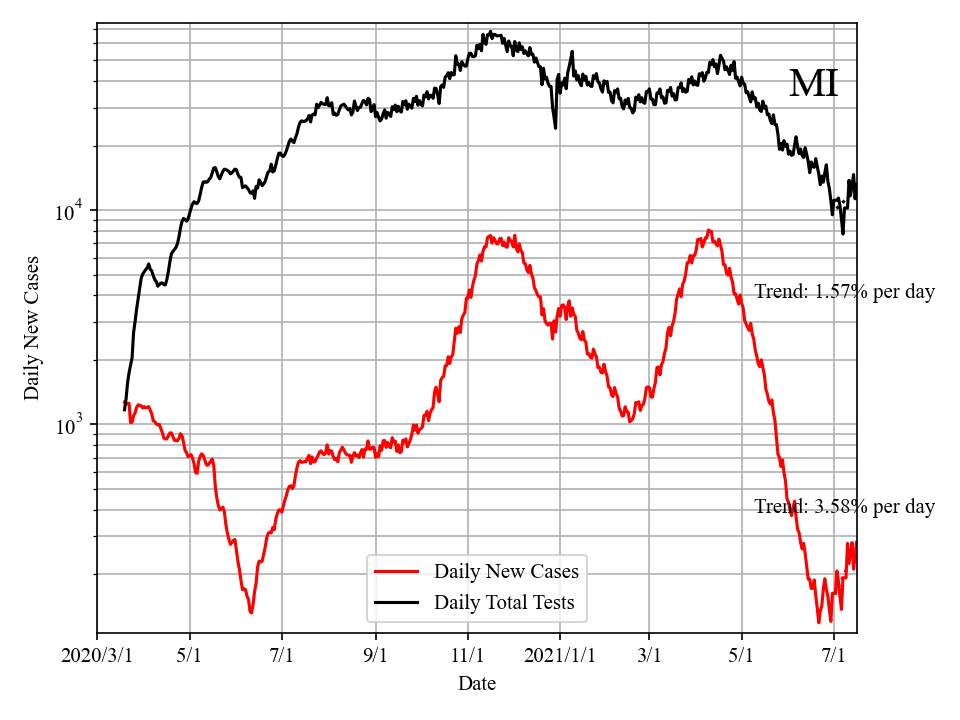 MI
10^4
10^3
Daily New Cases
Trend: 1.57% per day
Trend: 3.58% per day
Daily New Cases
Daily Total Tests
2020/3/1 5/1 7/1 9/1 11/1 2021/1/1 3/1 5/1 7/1
Date